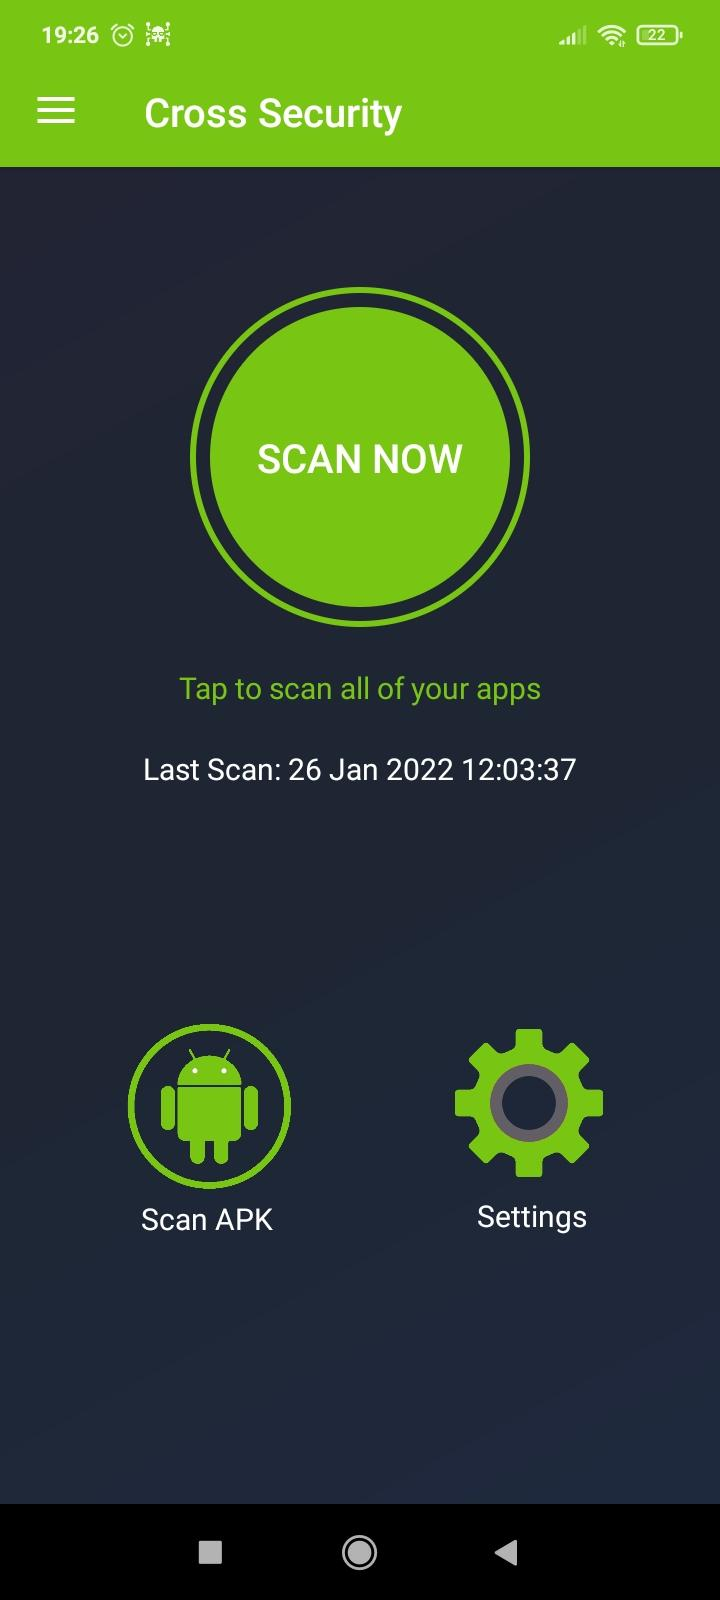 19:26
22
Cross Security
SCAN NOW
Tap to scan all of your apps
Last Scan: 26 Jan 2022 12:03:37
Scan APK
Settings